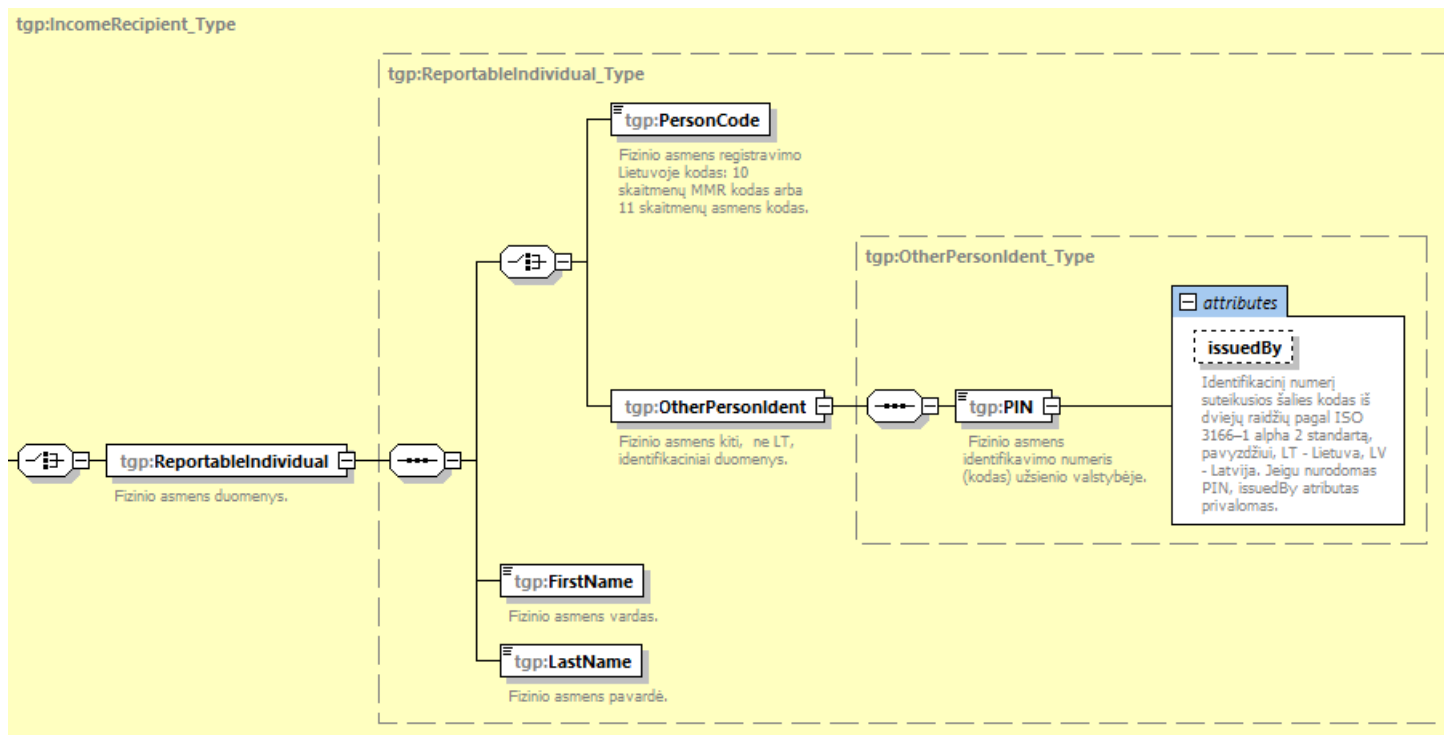 tgp:IncomeRecipient_Type
tgp:ReportableIndividual_Type
tgp:PersonCode
Fizinio asmens registravimo
Lietuvoje kodas: 10
skaitmenų MMR kodas arba
11 skaitmenų asmens kodas.
tgp:OtherPersonIdent_Type
attributes
issuedBy
Identifikacinį numerį
suteikusios šalies kodas iš
dviejų raidžių pagal ISO
3166–1 alpha 2 standartą,
pavyzdžiui, LT - Lietuva, LV
- Latvija. Jeigu nurodomas
PIN, issuedBy atributas
privalomas.
tgp:OtherPersonIdent
Fizinio asmens kiti, ne LT,
identifikaciniai duomenys.
tgp:PIN
Fizinio asmens
identifikavimo numeris
(kodas) užsienio valstybėje.
tgp:ReportableIndividual
Fizinio asmens duomenys.
tgp:FirstName
Fizinio asmens vardas.
tgp:LastName
Fizinio asmens pavardė.